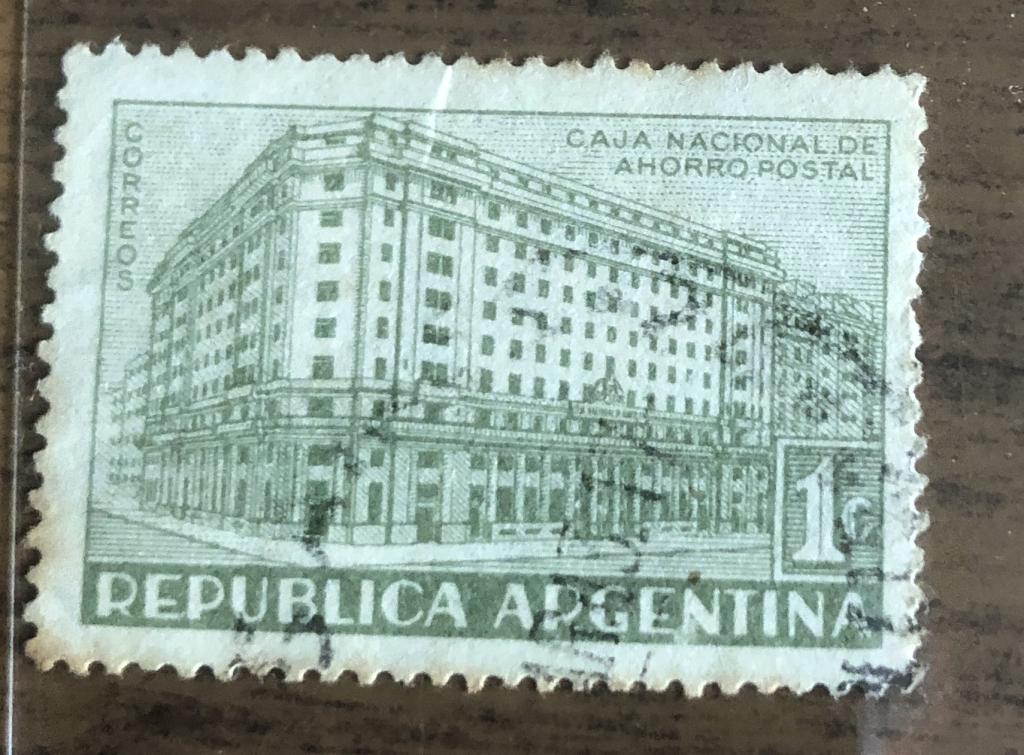 CORREOS
CAJA NACIONAL DE
AHORRO POSTAL
1c
REPUBLICA ARGENTINA